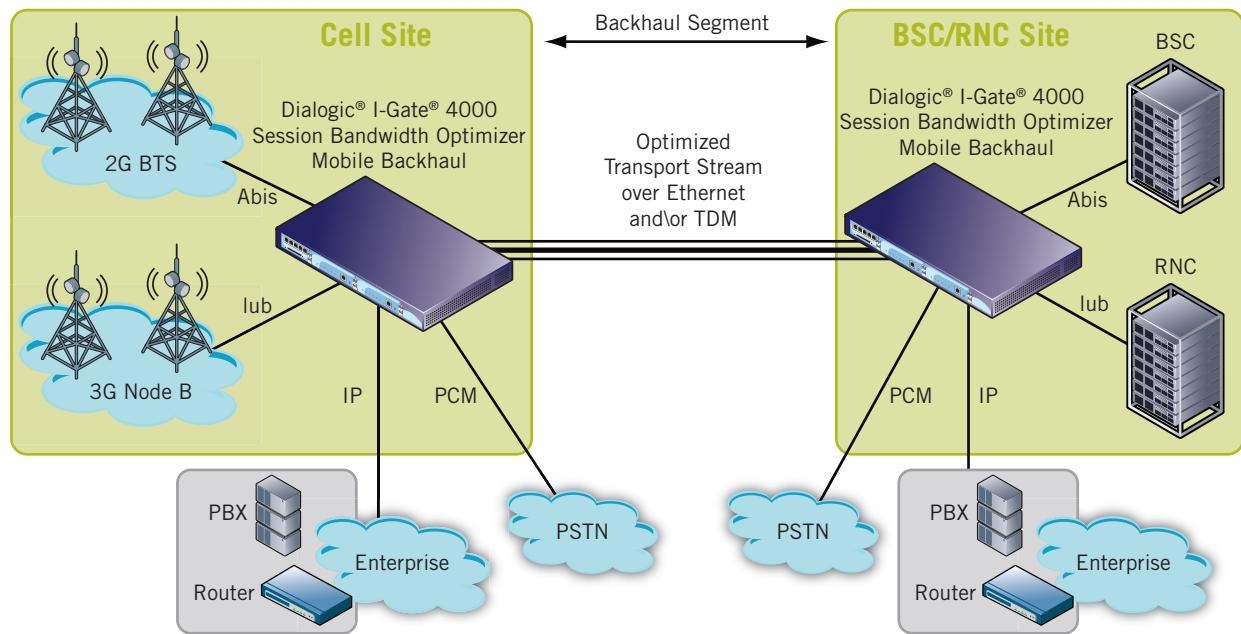 Cell Site
Backhaul Segment
BSC/RNC Site
BSC
Dialogic® I-Gate® 4000
Session Bandwidth Optimizer
Mobile Backhaul
2G BTS
Abis
Optimized
Transport Stream
over Ethernet
and\or TDM
Dialogic® I-Gate® 4000
Session Bandwidth Optimizer
Mobile Backhaul
Abis
RNC
Iub
3G Node B
Iub
IP
PCM
PCM
IP
PBX
Enterprise
Router
PSTN
PSTN
PBX
Enterprise
Router